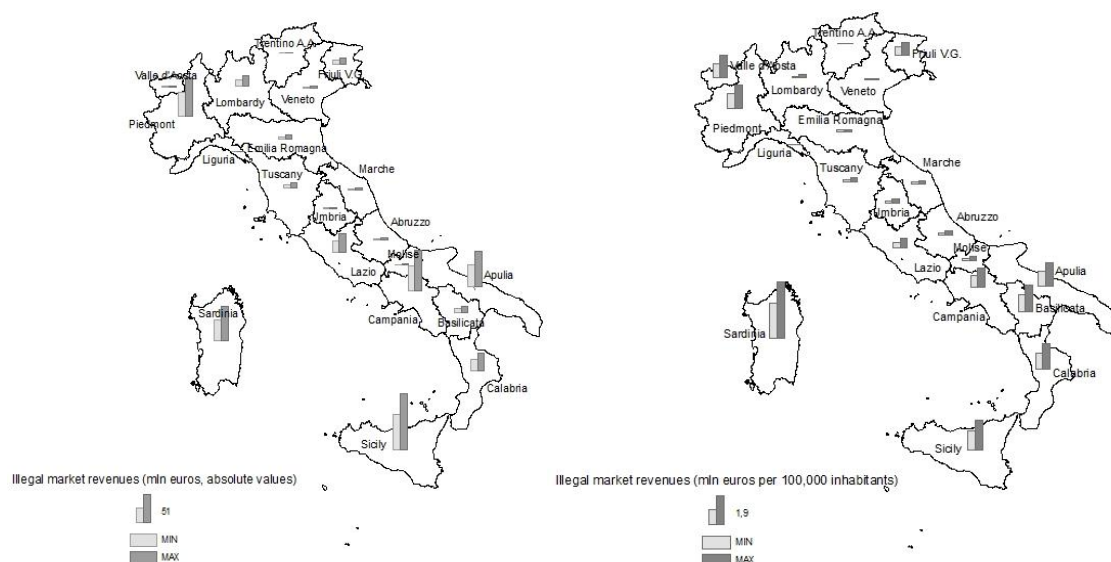 Trentino A.A.
Friuli V.G.
Valle d'Aosta
Lombardy
Veneto
Piedmont
Emilia Romagna
Liguria
Tuscany
Marche
Umbria
Abruzzo
Lazio
Molise
Apulia
Campania
Basilicata
Sardinia
Calabria
Sicily
Illegal market revenues (mln euros, absolute values)
51
MIN
MAX
Trentino A.A.
Friuli V.G.
Valle d'Aosta
Lombardy
Veneto
Piedmont
Emilia Romagna
Liguria
Tuscany
Marche
Umbria
Abruzzo
Lazio
Molise
Apulia
Campania
Basilicata
Sardinia
Calabria
Sicily
Illegal market revenues (mln euros per 100,000 inhabitants)
1,9
MIN
MAX